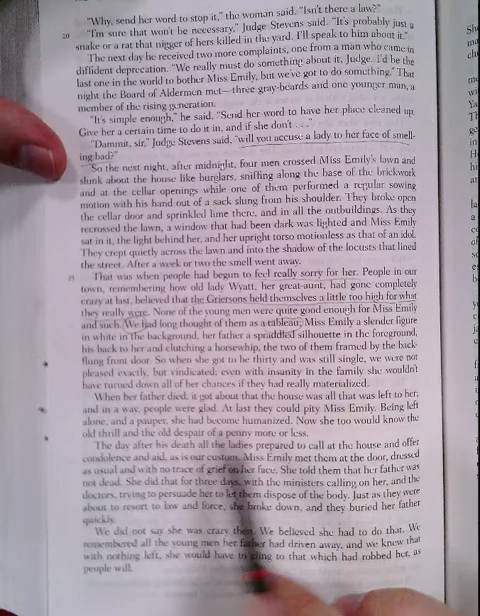 "Why, send her word to stop it," the woman said. "Isn't there a law?"
20 "I'm sure that won't be necessary," Judge Stevens said. "It's probably just a
snake or a rat that nigger of hers killed in the yard. I'll speak to him about it."
The next day he received two more complaints, one from a man who came in
diffident deprecation. "We really must do something about it, Judge. I'd be the
last one in the world to bother Miss Emily, but we've got to do something." That
night the Board of Aldermen met—three gray-beards and one younger man, a
member of the rising generation.
"It's simple enough," he said. "Send her word to have her place cleaned up.
Give her a certain time to do it in, and if she don't . . ."
"Dammit, sir," Judge Stevens said, "will you accuse a lady to her face of smell-
ing bad?"
So the next night, after midnight, four men crossed Miss Emily's lawn and
slunk about the house like burglars, sniffing along the base of the brickwork
and at the cellar openings while one of them performed a regular sowing
motion with his hand out of a sack slung from his shoulder. They broke open
the cellar door and sprinkled lime there, and in all the outbuildings. As they
recrossed the lawn, a window that had been dark was lighted and Miss Emily
sat in it, the light behind her, and her upright torso motionless as that of an idol.
They crept quietly across the lawn and into the shadow of the locusts that lined
the street. After a week or two the smell went away.
25 That was when people had begun to feel really sorry for her. People in our
town, remembering how old lady Wyatt, her great-aunt, had gone completely
crazy at last, believed that the Griersons held themselves a little too high for what
they really were. None of the young men were quite good enough for Miss Emily
and such. We had long thought of them as a tableau; Miss Emily a slender figure
in white in the background, her father a spraddled silhouette in the foreground,
his back to her and clutching a horsewhip, the two of them framed by the back-
flung front door. So when she got to be thirty and was still single, we were not
pleased exactly, but vindicated; even with insanity in the family she wouldn't
have turned down all of her chances if they had really materialized.
When her father died, it got about that the house was all that was left to her;
and in a way, people were glad. At last they could pity Miss Emily. Being left
alone, and a pauper, she had become humanized. Now she too would know the
old thrill and the old despair of a penny more or less.
The day after his death all the ladies prepared to call at the house and offer
condolence and aid, as is our custom. Miss Emily met them at the door, dressed
as usual and with no trace of grief on her face. She told them that her father was
not dead. She did that for three days, with the ministers calling on her, and the
doctors, trying to persuade her to let them dispose of the body. Just as they were
about to resort to law and force, she broke down, and they buried her father
quickly.
We did not say she was crazy then. We believed she had to do that. We
remembered all the young men her father had driven away, and we knew that
with nothing left, she would have to cling to that which had robbed her, as
people will.